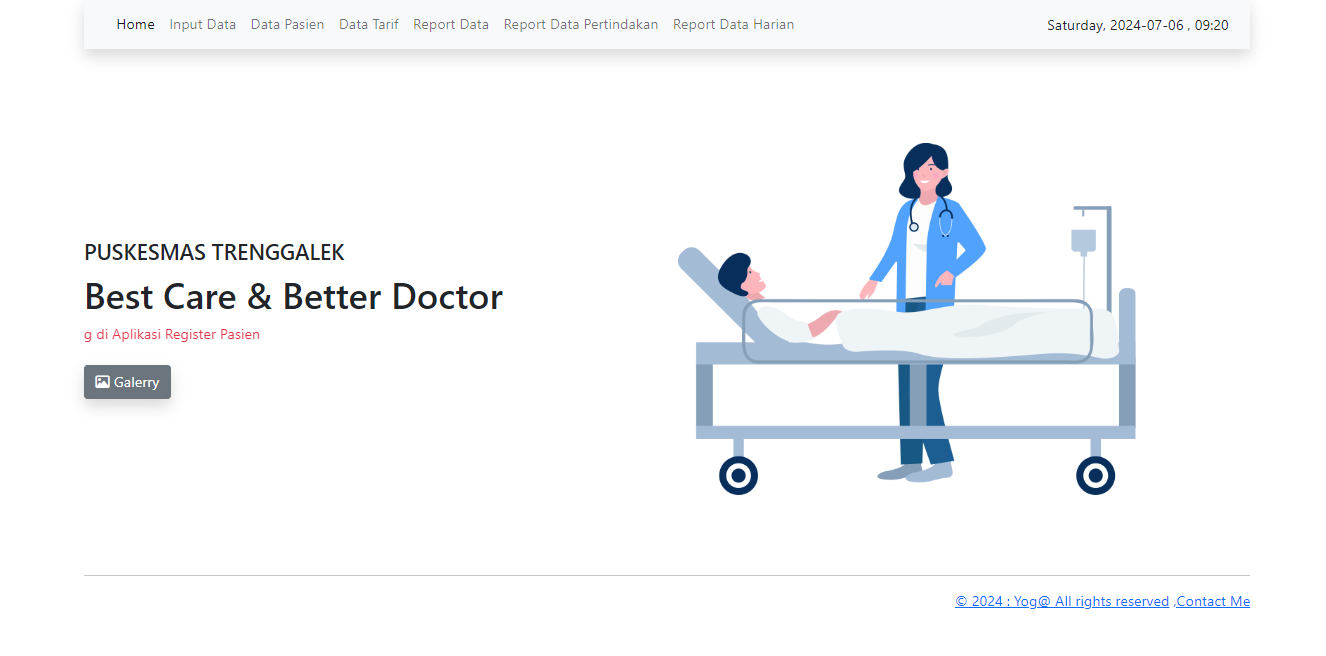 Home Input Data Data Pasien Data Tarif Report Data Report Data Pertindakan Report Data Harian Saturday, 2024-07-06 , 09:20
PUSKESMAS TRENGGALEK
Best Care & Better Doctor
g di Aplikasi Register Pasien
Galerry
© 2024 : Yog@ All rights reserved ,Contact Me